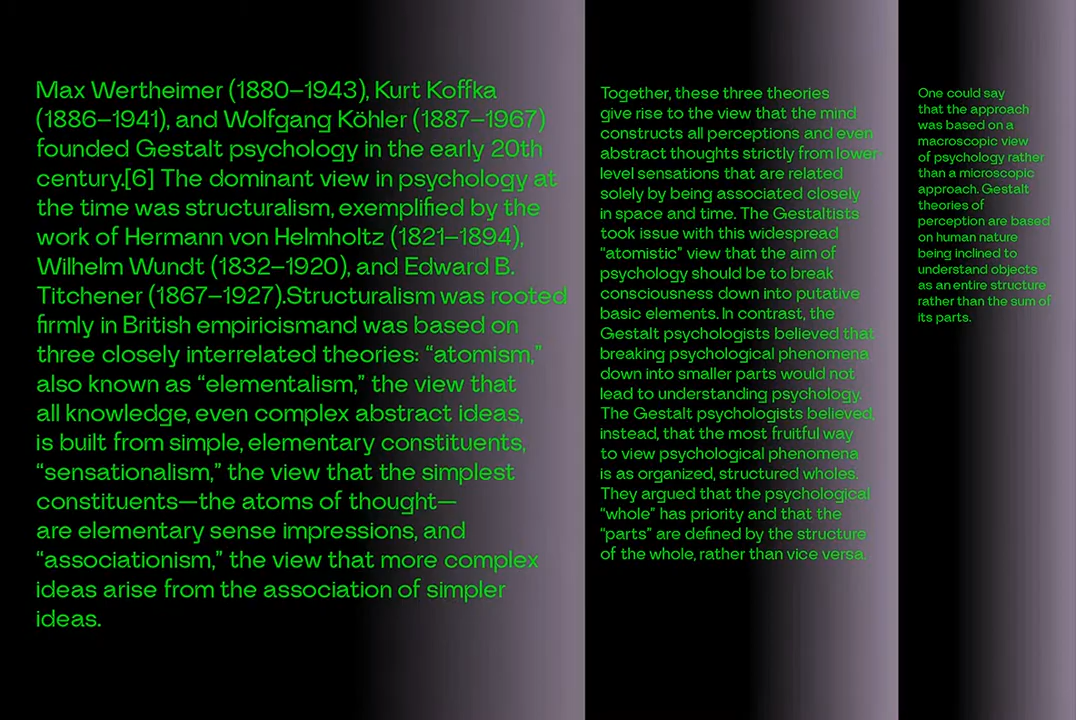 Max Wertheimer (1880–1943), Kurt Koffka
(1886–1941), and Wolfgang Köhler (1887–1967)
founded Gestalt psychology in the early 20th
century.[6] The dominant view in psychology at
the time was structuralism, exemplified by the
work of Hermann von Helmholtz (1821–1894),
Wilhelm Wundt (1832–1920), and Edward B.
Titchener (1867–1927).Structuralism was rooted
firmly in British empiricismand was based on
three closely interrelated theories: “atomism,”
also known as “elementalism,” the view that
all knowledge, even complex abstract ideas,
is built from simple, elementary constituents,
“sensationalism,” the view that the simplest
constituents—the atoms of thought—
are elementary sense impressions, and
“associationism,” the view that more complex
ideas arise from the association of simpler
ideas.
Together, these three theories
give rise to the view that the mind
constructs all perceptions and even
abstract thoughts strictly from lower-
level sensations that are related
solely by being associated closely
in space and time. The Gestaltists
took issue with this widespread
“atomistic” view that the aim of
psychology should be to break
consciousness down into putative
basic elements. In contrast, the
Gestalt psychologists believed that
breaking psychological phenomena
down into smaller parts would not
lead to understanding psychology.
The Gestalt psychologists believed,
instead, that the most fruitful way
to view psychological phenomena
is as organized, structured wholes.
They argued that the psychological
“whole” has priority and that the
“parts” are defined by the structure
of the whole, rather than vice versa.
One could say
that the approach
was based on a
macroscopic view
of psychology rather
than a microscopic
approach. Gestalt
theories of
perception are based
on human nature
being inclined to
understand objects
as an entire structure
rather than the sum of
its parts.